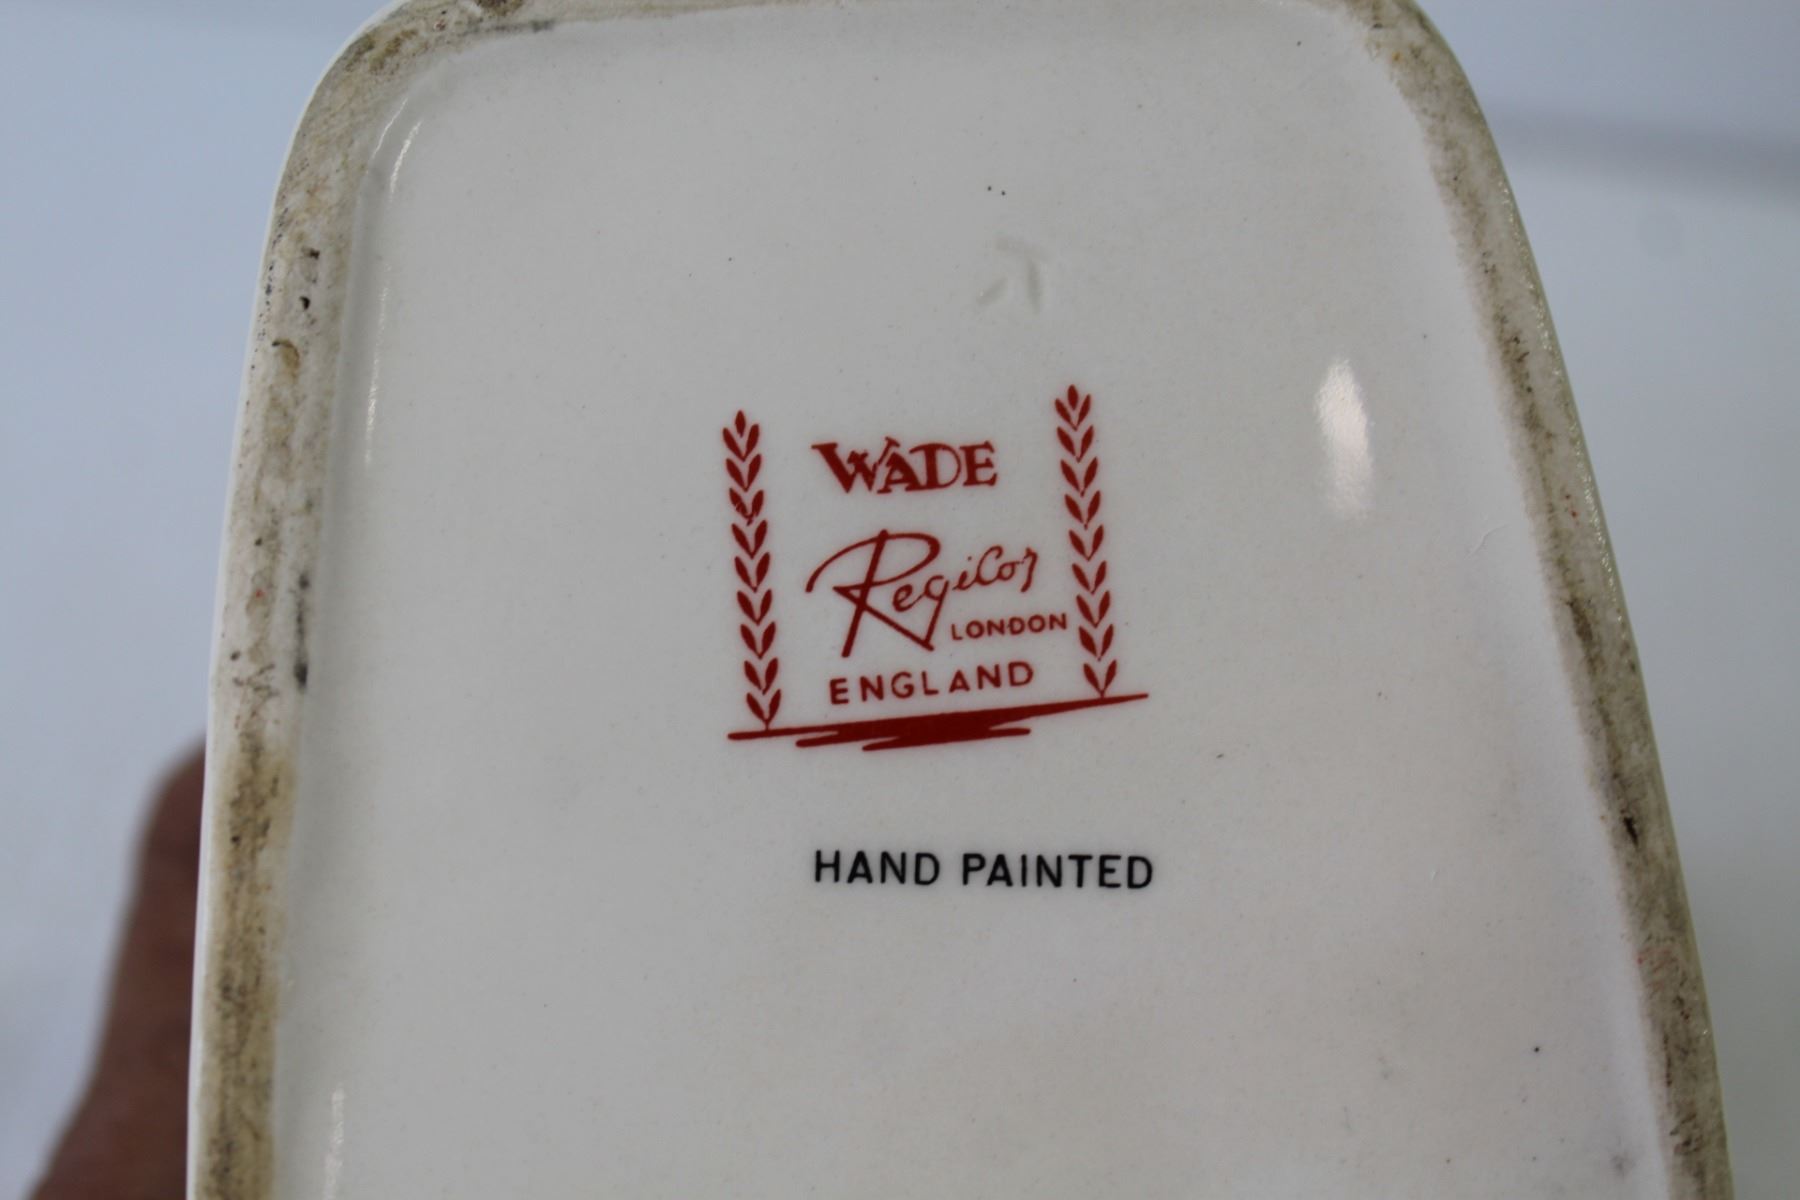 WADE
Regicor
LONDON
ENGLAND
HAND PAINTED